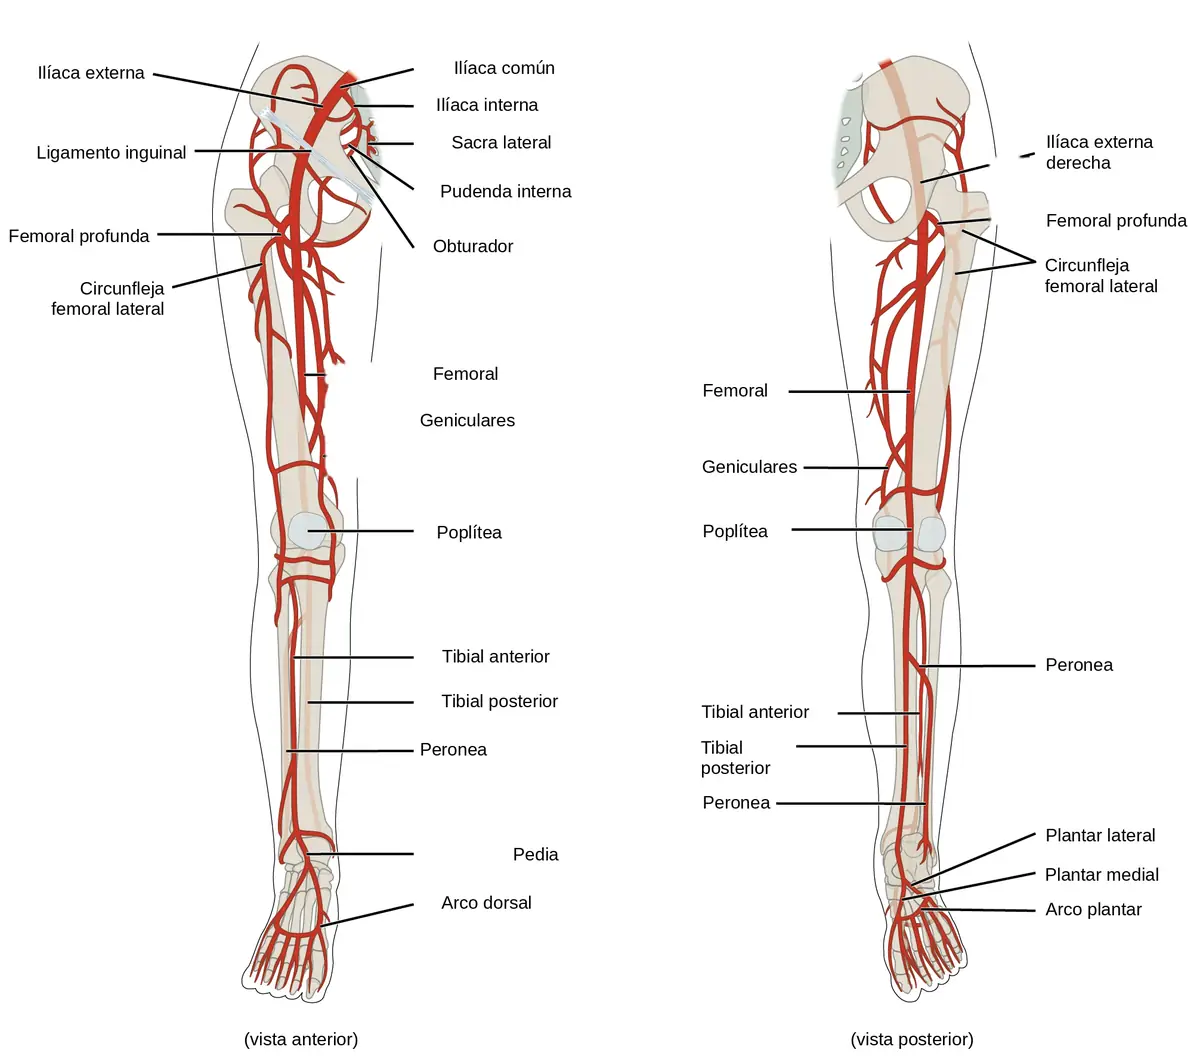 Ilíaca externa
Ilíaca común
Ilíaca interna
Sacra lateral
Ligamento inguinal
Pudenda interna
Femoral profunda
Obturador
Circunfleja
femoral lateral
Femoral
Geniculares
Poplítea
Tibial anterior
Tibial posterior
Peronea
Pedia
Arco dorsal
(vista anterior)
Ilíaca externa
derecha
Femoral profunda
Circunfleja
femoral lateral
Femoral
Geniculares
Poplítea
Peronea
Tibial anterior
Tibial
posterior
Peronea
Plantar lateral
Plantar medial
Arco plantar
(vista posterior)